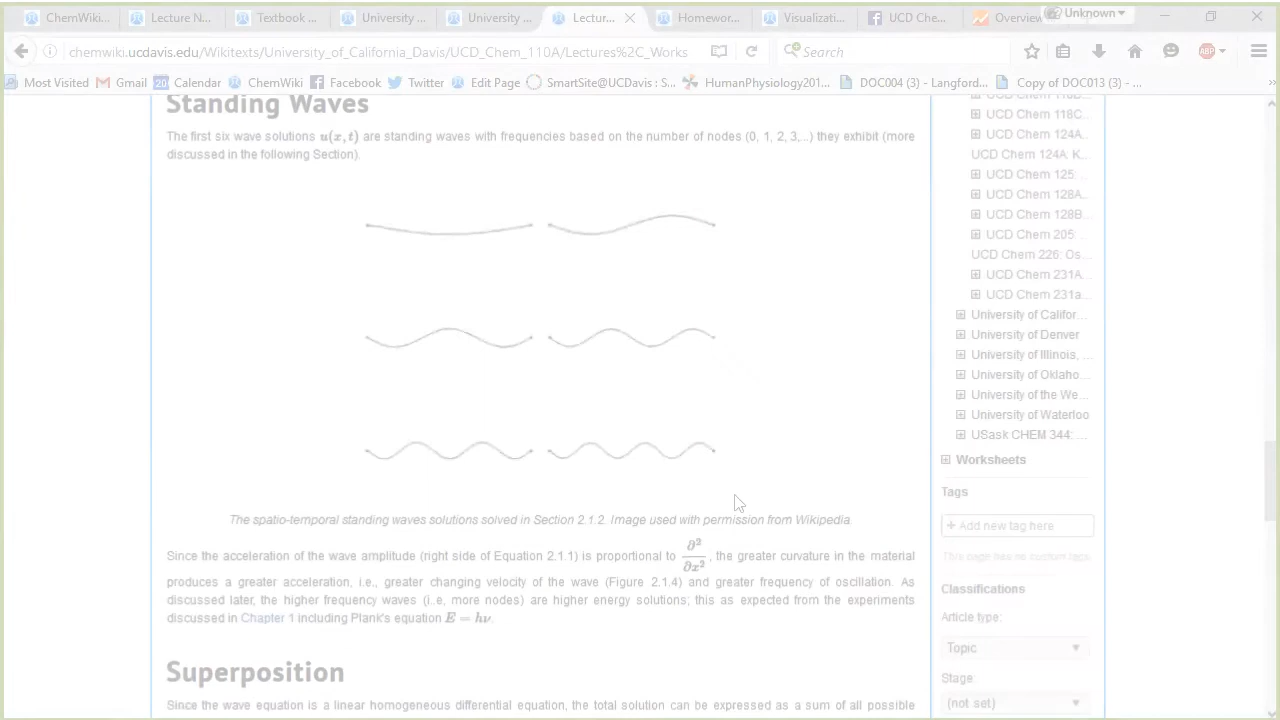 ChemWiki...
Lecture N...
Textbook ...
University ...
University ...
Lectur...
Homewor...
Visualizati...
UCD Che...
Overview
Unknown
chemwiki.ucdavis.edu/Wikitexts/University_of_California_Davis/UCD_Chem_110A/Lectures%2C_Works
Search
ABP
Most Visited
Gmail
20 Calendar
ChemWiki
Facebook
Twitter
Edit Page
SmartSite@UCDavis : S...
HumanPhysiology201...
DOC004 (3) - Langford...
Copy of DOC013 (3) - ...
Standing Waves
The first six wave solutions u(x, t) are standing waves with frequencies based on the number of nodes (0, 1, 2, 3,...) they exhibit (more
discussed in the following Section).
The spatio-temporal standing waves solutions solved in Section 2.1.2. Image used with permission from Wikipedia.
Since the acceleration of the wave amplitude (right side of Equation 2.1.1) is proportional to ∂²/∂x², the greater curvature in the material
produces a greater acceleration, i.e., greater changing velocity of the wave (Figure 2.1.4) and greater frequency of oscillation. As
discussed later, the higher frequency waves (i.e, more nodes) are higher energy solutions; this as expected from the experiments
discussed in Chapter 1 including Plank's equation E = hν.
Superposition
Since the wave equation is a linear homogeneous differential equation, the total solution can be expressed as a sum of all possible
UCD Chem 118C...
UCD Chem 124A...
UCD Chem 124A: K...
UCD Chem 125: ...
UCD Chem 128A...
UCD Chem 128B...
UCD Chem 205: ...
UCD Chem 226: Os...
UCD Chem 231A...
UCD Chem 231a...
University of Califor...
University of Denver
University of Illinois, ...
University of Oklaho...
University of the We...
University of Waterloo
USask CHEM 344: ...
Worksheets
Tags
+ Add new tag here
This page has no custom tags.
Classifications
Article type:
Topic
Stage:
(not set)